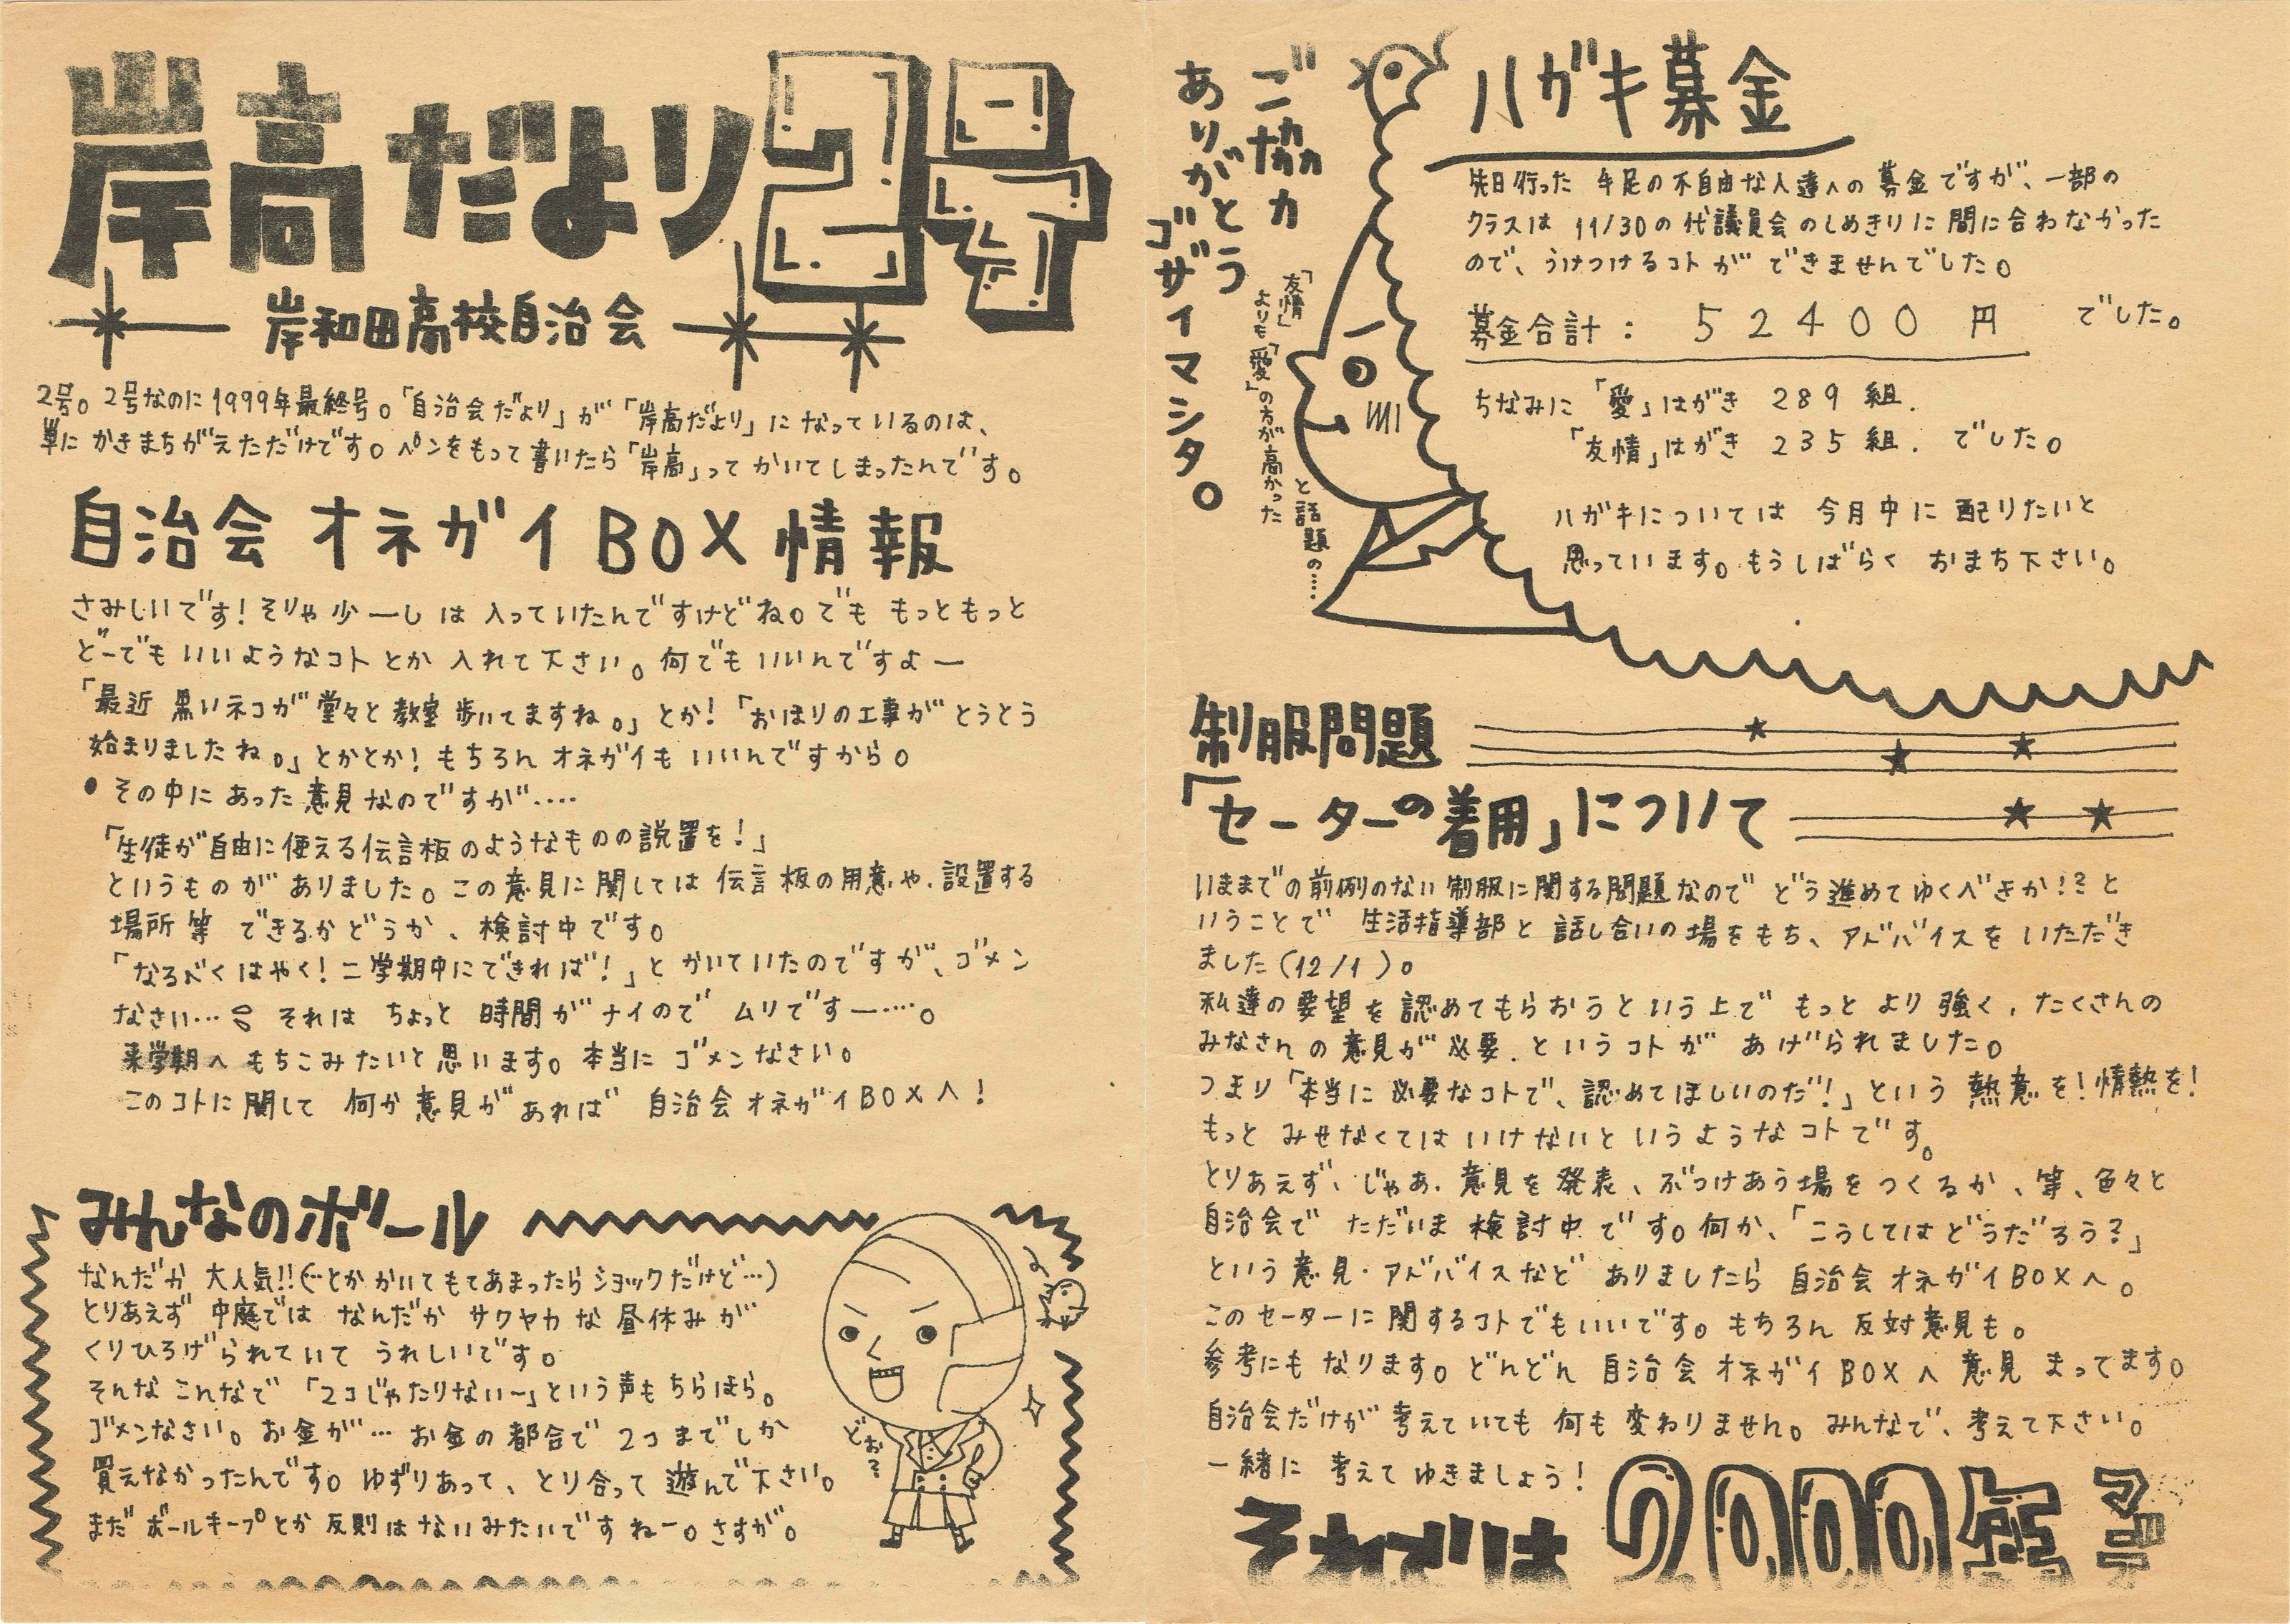 岸高だより2号
岸和田高校自治会
2号。2号なのに1999年最終号。「自治会だより」が「岸高だより」になっているのは、
単にかきまちがえただけです。ペンをもって書いたら「岸高」ってかいてしまったんです。
自治会オネガイBOX情報
さみしいです!そりゃ少ーしは入っていたんですけどね。でももっともっと
どーでもいいようなコトとか入れて下さい。何でもいいんですよー
「最近黒いネコが堂々と教室歩いてますね。」とか!「おほりの工事がとうとう
始まりましたね。」とかとか!もちろんオネガイもいいんですから。
●その中にあった意見なのですが‥‥
「生徒が自由に使える伝言板のようなものの設置を!」
というものがありました。この意見に関しては伝言板の用意や、設置する
場所等できるかどうか、検討中です。
「なるべくはやく!二学期中にできれば!」とかいていたのですが、ゴメン
なさい…。それはちょっと時間がナイのでムリですー…。
来学期へもちこみたいと思います。本当にゴメンなさい。
このコトに関して何か意見があれば自治会オネガイBOXへ!
みんなのボール
なんだか大人気!!(…とかかいてもてあまったらショックだけど…)
とりあえず中庭ではなんだかサワヤカな昼休みが
くりひろげられていてうれしいです。
そんなこんなで「2コじゃたりないー」という声もちらほら。
ゴメンなさい。お金が…お金の都合で2コまでしか
買えなかったんです。ゆずりあって、とり合って遊んで下さい。
まだボールキープとか反則はないみたいですねー。さすが。
どお?
ハガキ募金
ご協力
ありがとう
ゴザイマシタ。
「友情」
よりも「愛」の方が高かった
と話題の…
先日行った手足の不自由な人達への募金ですが、一部の
クラスは11/30の代議員会のしめきりに間に合わなかった
ので、うけつけるコトができませんでした。
募金合計: 52400円 でした。
ちなみに「愛」はがき 289組.
「友情」はがき 235組. でした。
ハガキについては今月中に配りたいと
思っています。もうしばらくおまち下さい。
制服問題
「セーターの着用」について
いままでの前例のない制服に関する問題なのでどう進めてゆくべきか!?と
いうことで生活指導部と話し合いの場をもち、アドバイスをいただき
ました(12/1)。
私達の要望を認めてもらおうという上でもっとより強く,たくさんの
みなさんの意見が必要.というコトがあげられました。
つまり「本当に必要なコトで、認めてほしいのだ!」という熱意を!情熱を!
もっとみせなくてはいけないというようなコトです。
とりあえず、じゃあ、意見を発表、ぶつけあう場をつくるか、等、色々と
自治会でただいま検討中です。何か、「こうしてはどうだろう?」
という意見・アドバイスなどありましたら自治会オネガイBOXへ。
このセーターに関するコトでもいいです。もちろん反対意見も。
参考にもなります。どんどん自治会オネガイBOXへ意見まってます。
自治会だけが考えていても何も変わりません。みんなで、考えて下さい。
一緒に考えてゆきましょう!
それでは2000年マデ